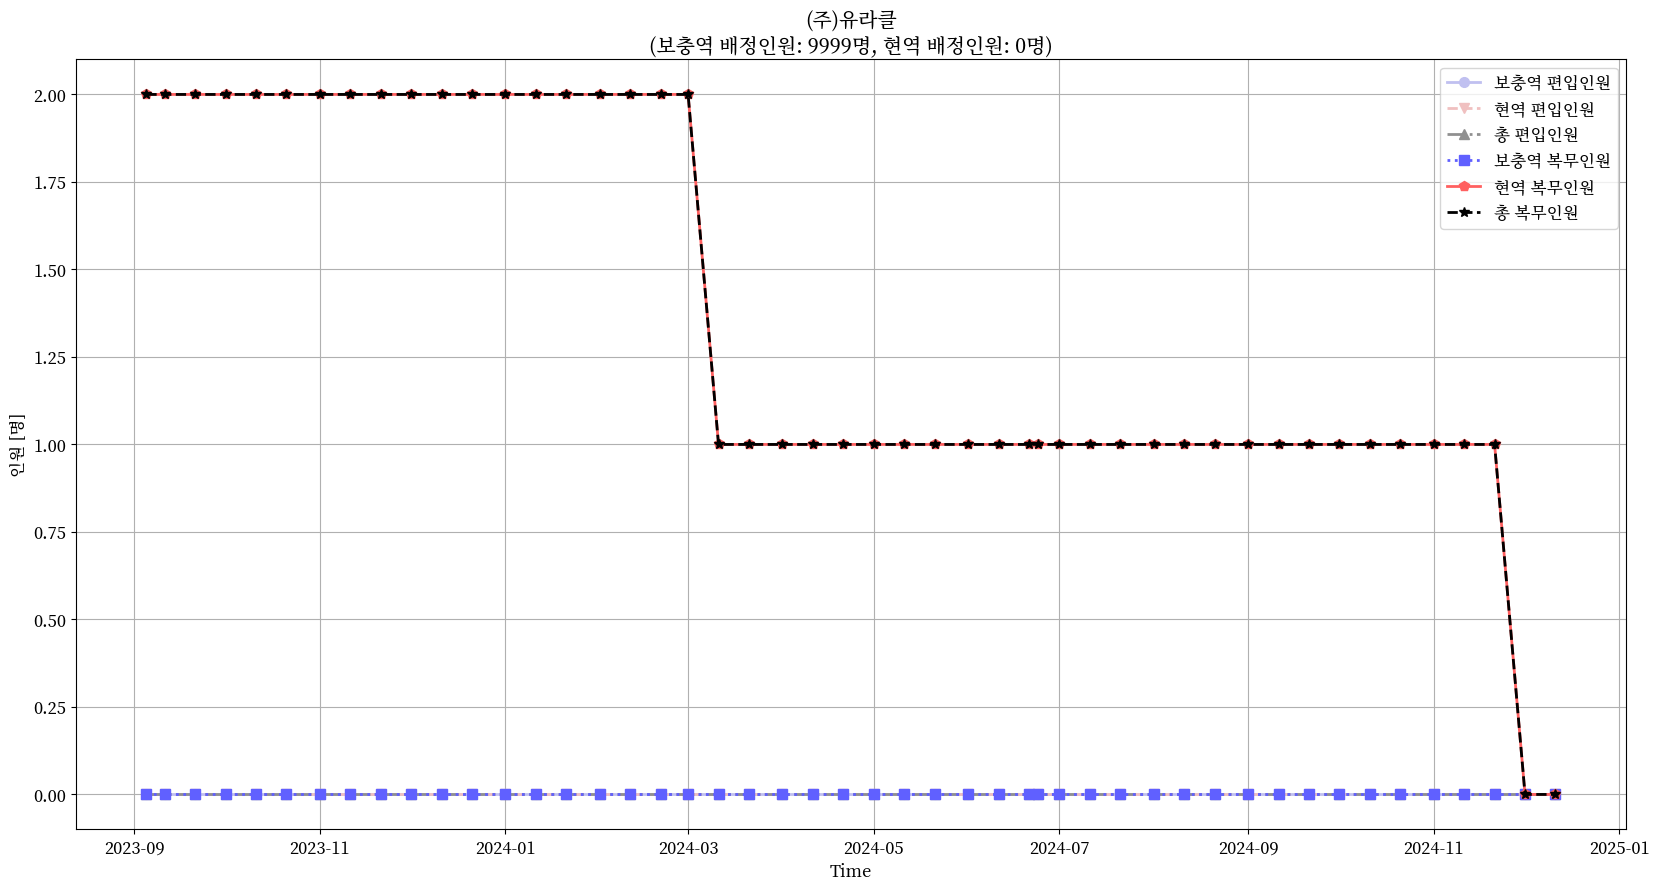 (주)유라클
(보충역 배정인원: 9999명, 현역 배정인원: 0명)
보충역 편입인원
현역 편입인원
총 편입인원
보충역 복무인원
현역 복무인원
총 복무인원
인원 [명]
2.00
1.75
1.50
1.25
1.00
0.75
0.50
0.25
0.00
2023-09 2023-11 2024-01 2024-03 2024-05 2024-07 2024-09 2024-11 2025-01
Time